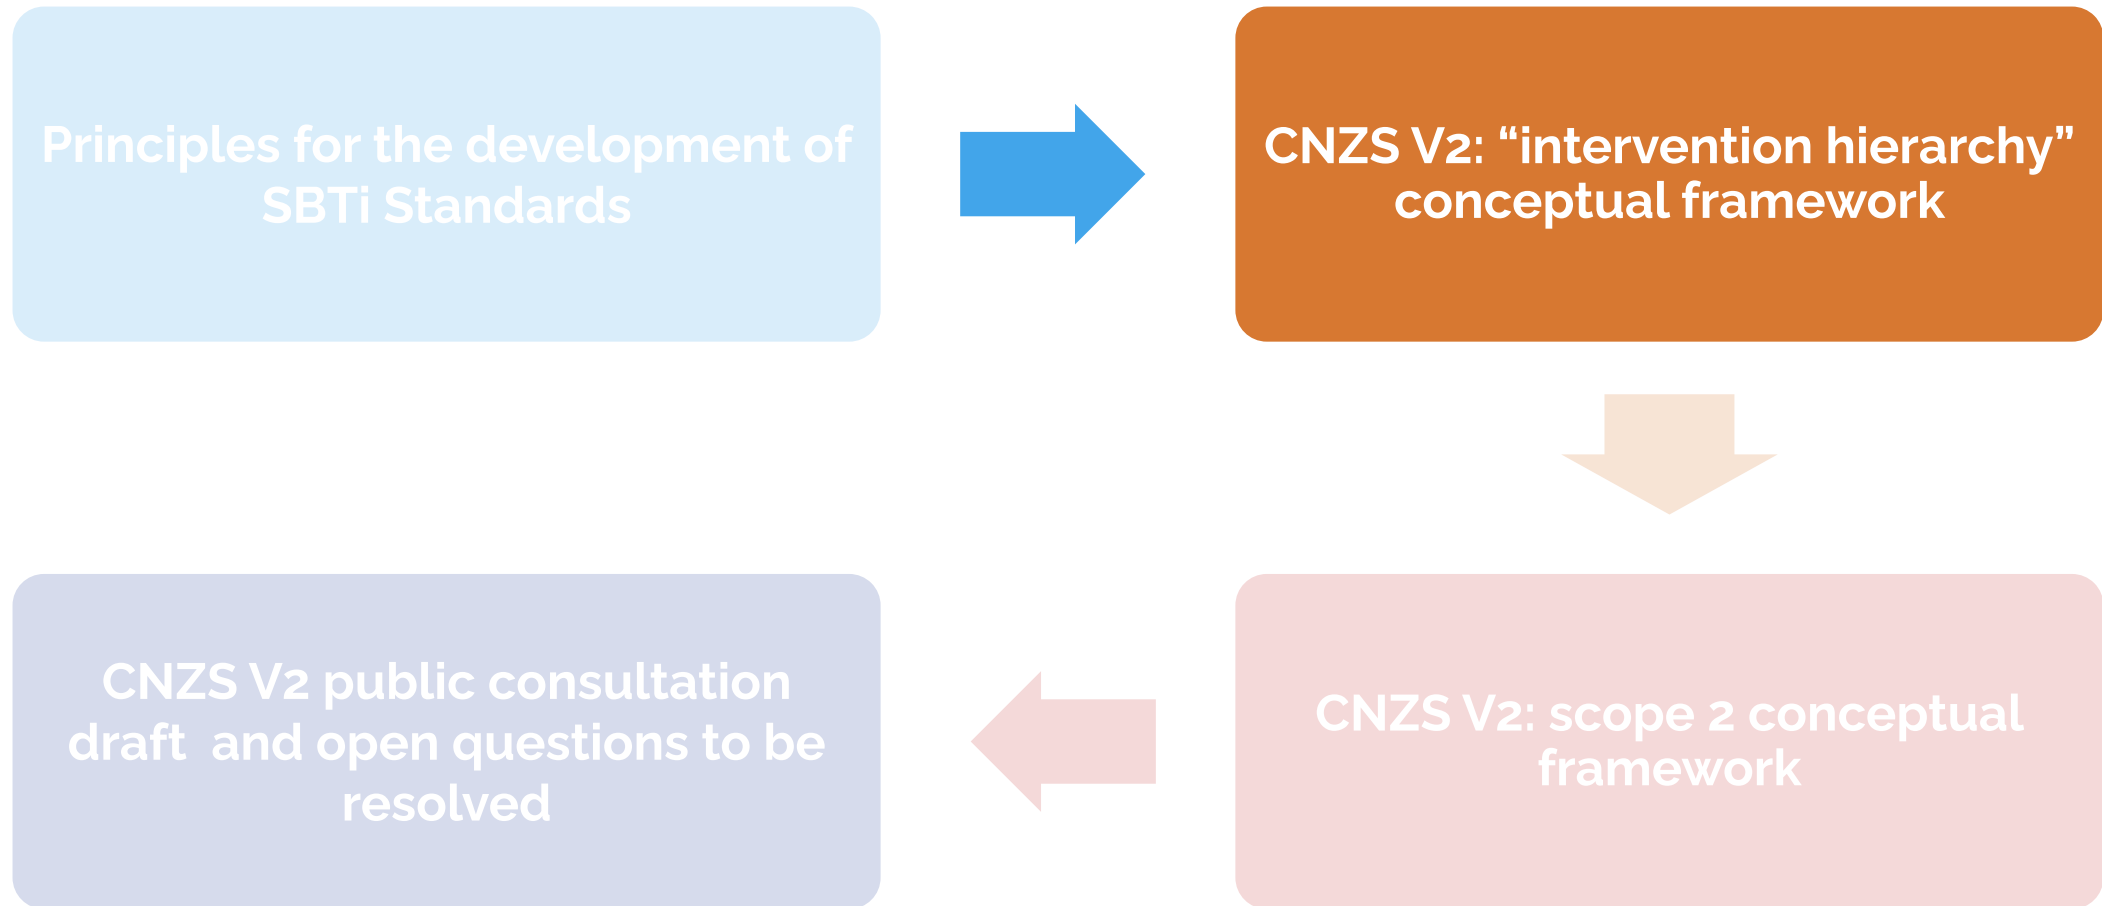 Principles for the development of
SBTi Standards
CNZS V2: “intervention hierarchy”
conceptual framework
CNZS V2: scope 2 conceptual
framework
CNZS V2 public consultation
draft  and open questions to be
resolved